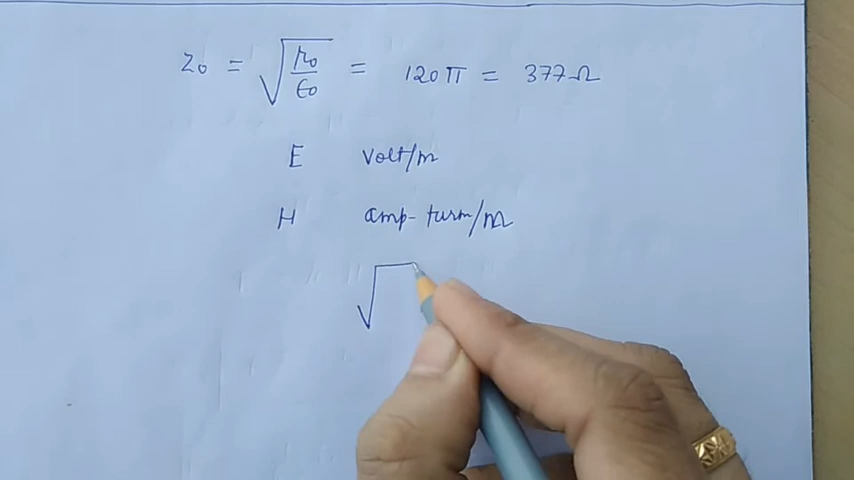 Z₀ = √(μ₀/ε₀) = 120π = 377Ω
E volt/m
H amp-turn/m
√